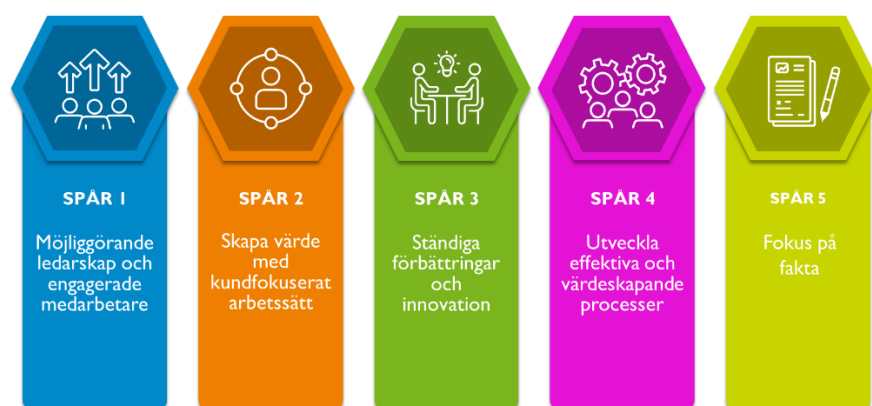 SPÅR 1
Möjliggörande
ledarskap och
engagerade
medarbetare
SPÅR 2
Skapa värde
med
kundfokuserat
arbetssätt
SPÅR 3
Ständiga
förbättringar
och
innovation
SPÅR 4
Utveckla
effektiva och
värdeskapande
processer
SPÅR 5
Fokus på
fakta